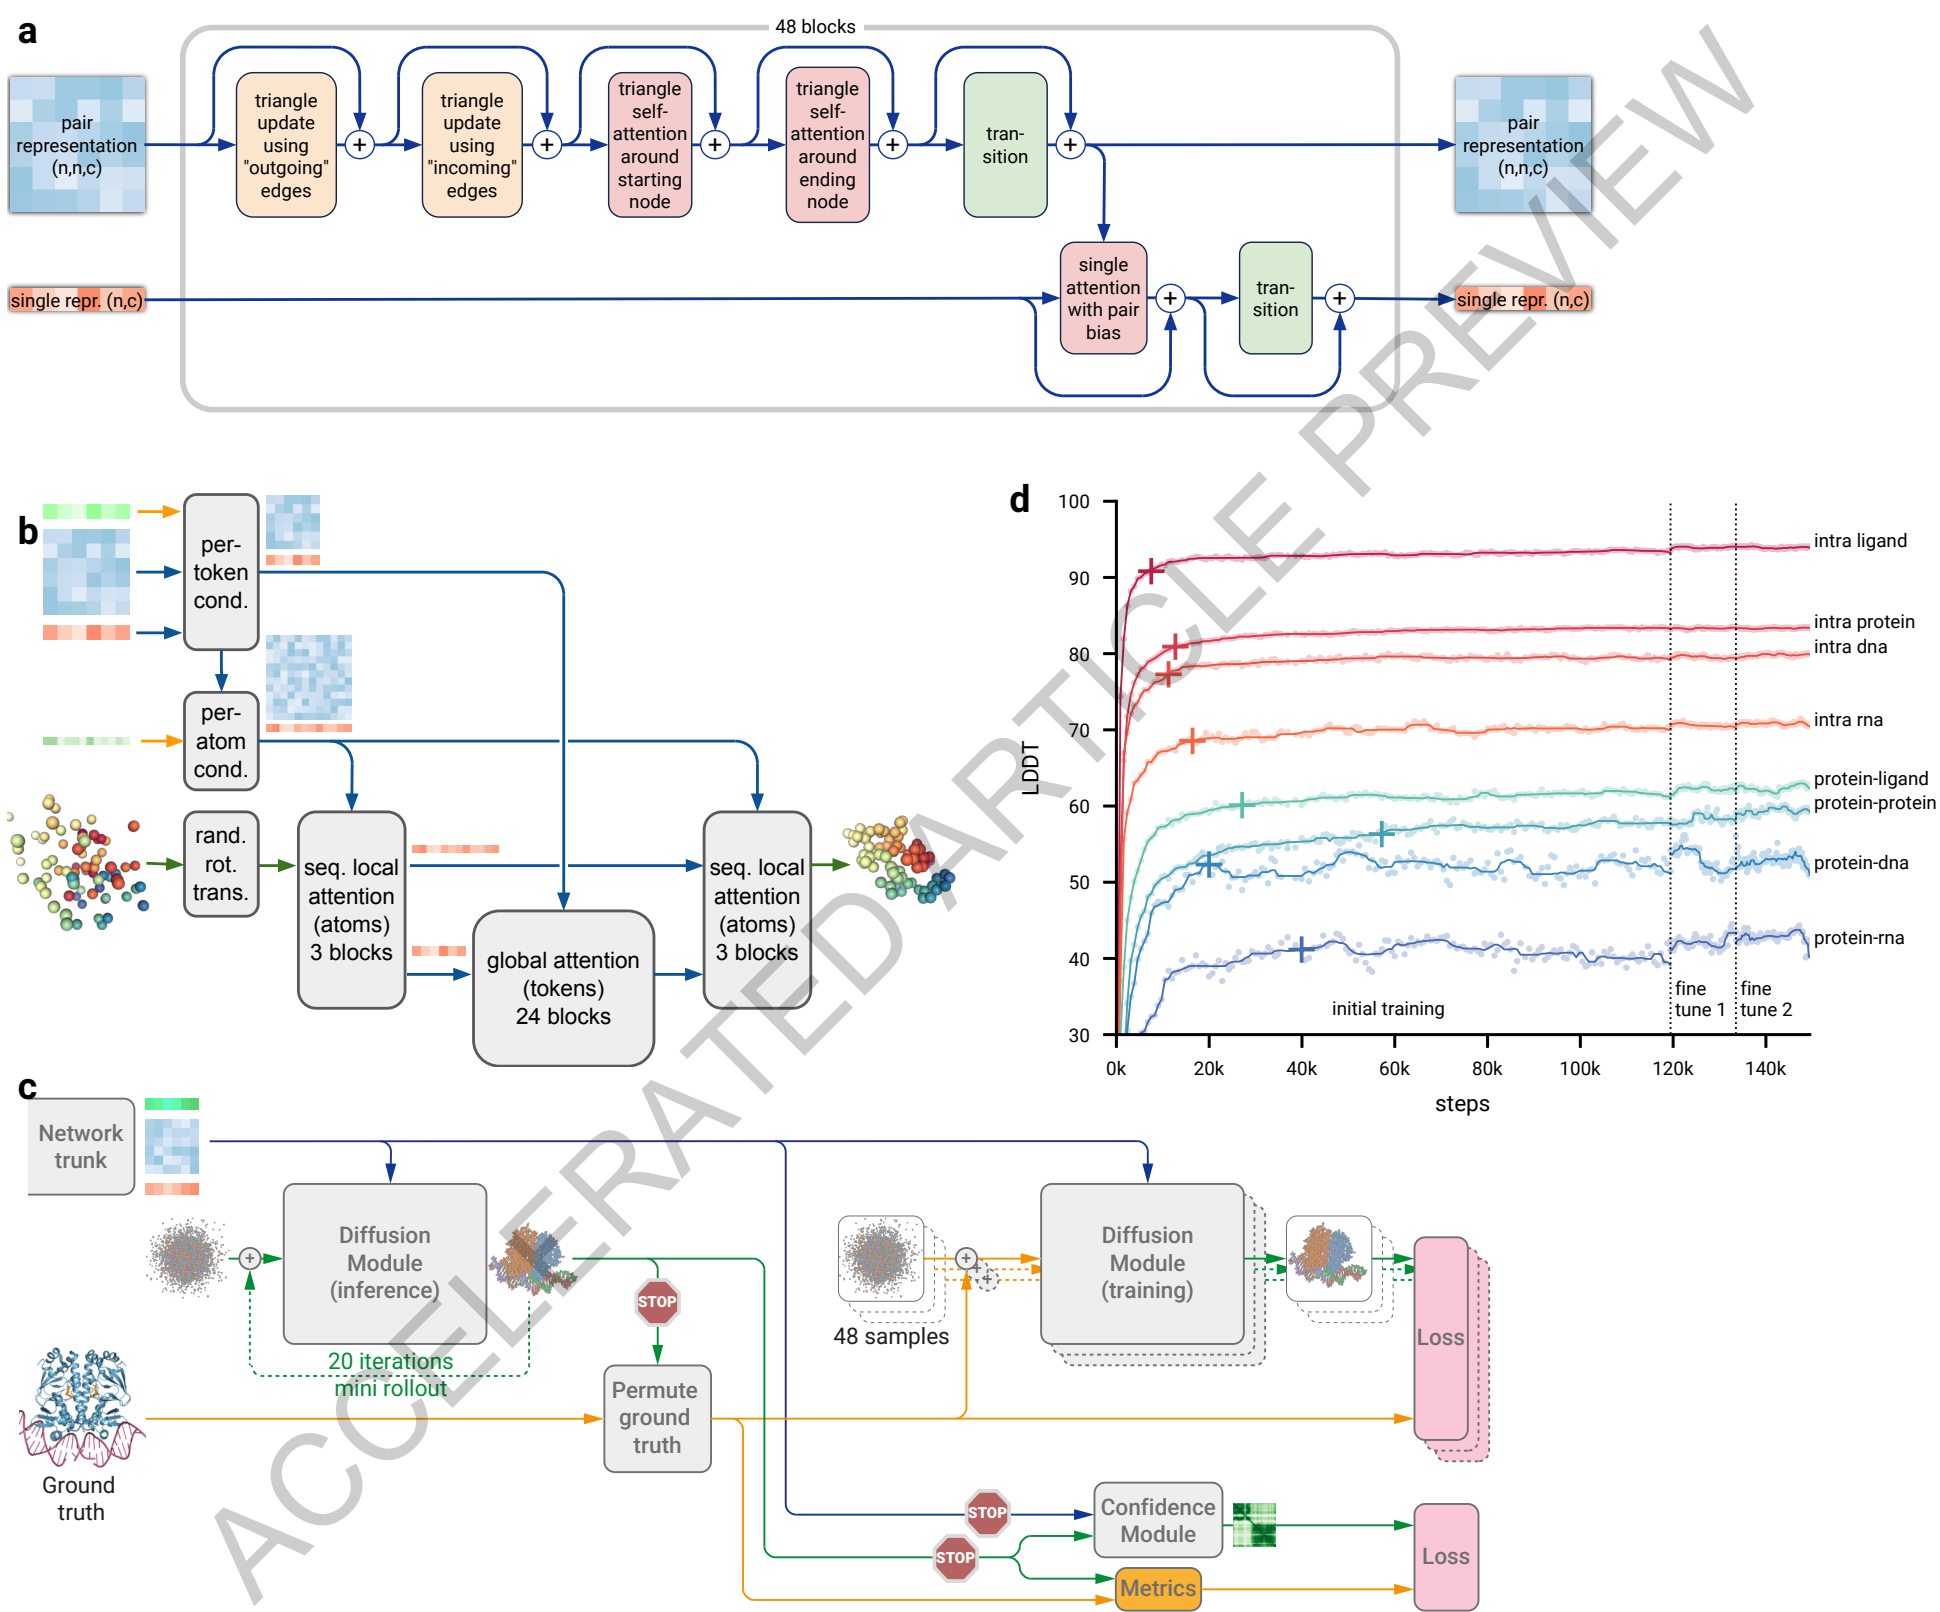 a
48 blocks
pair
representation
(n,n,c)
triangle
update
using
"outgoing"
edges
+
triangle
update
using
"incoming"
edges
+
triangle
self-
attention
around
starting
node
+
triangle
self-
attention
around
ending
node
+
tran-
sition
+
pair
representation
(n,n,c)
single repr. (n,c)
single
attention
with pair
bias
+
tran-
sition
+
single repr. (n,c)
b
per-
token
cond.
per-
atom
cond.
rand.
rot.
trans.
seq. local
attention
(atoms)
3 blocks
global attention
(tokens)
24 blocks
seq. local
attention
(atoms)
3 blocks
d
LDDT
100
90
80
70
60
50
40
30
0k
20k
40k
60k
80k
100k
120k
140k
steps
initial training
fine
tune 1
fine
tune 2
intra ligand
intra protein
intra dna
intra rna
protein-ligand
protein-protein
protein-dna
protein-rna
c
Network
trunk
+
Diffusion
Module
(inference)
20 iterations
mini rollout
STOP
Permute
ground
truth
Ground
truth
48 samples
+
+
+
Diffusion
Module
(training)
Loss
STOP
STOP
Confidence
Module
Metrics
Loss
ACCELERATED ARTICLE PREVIEW